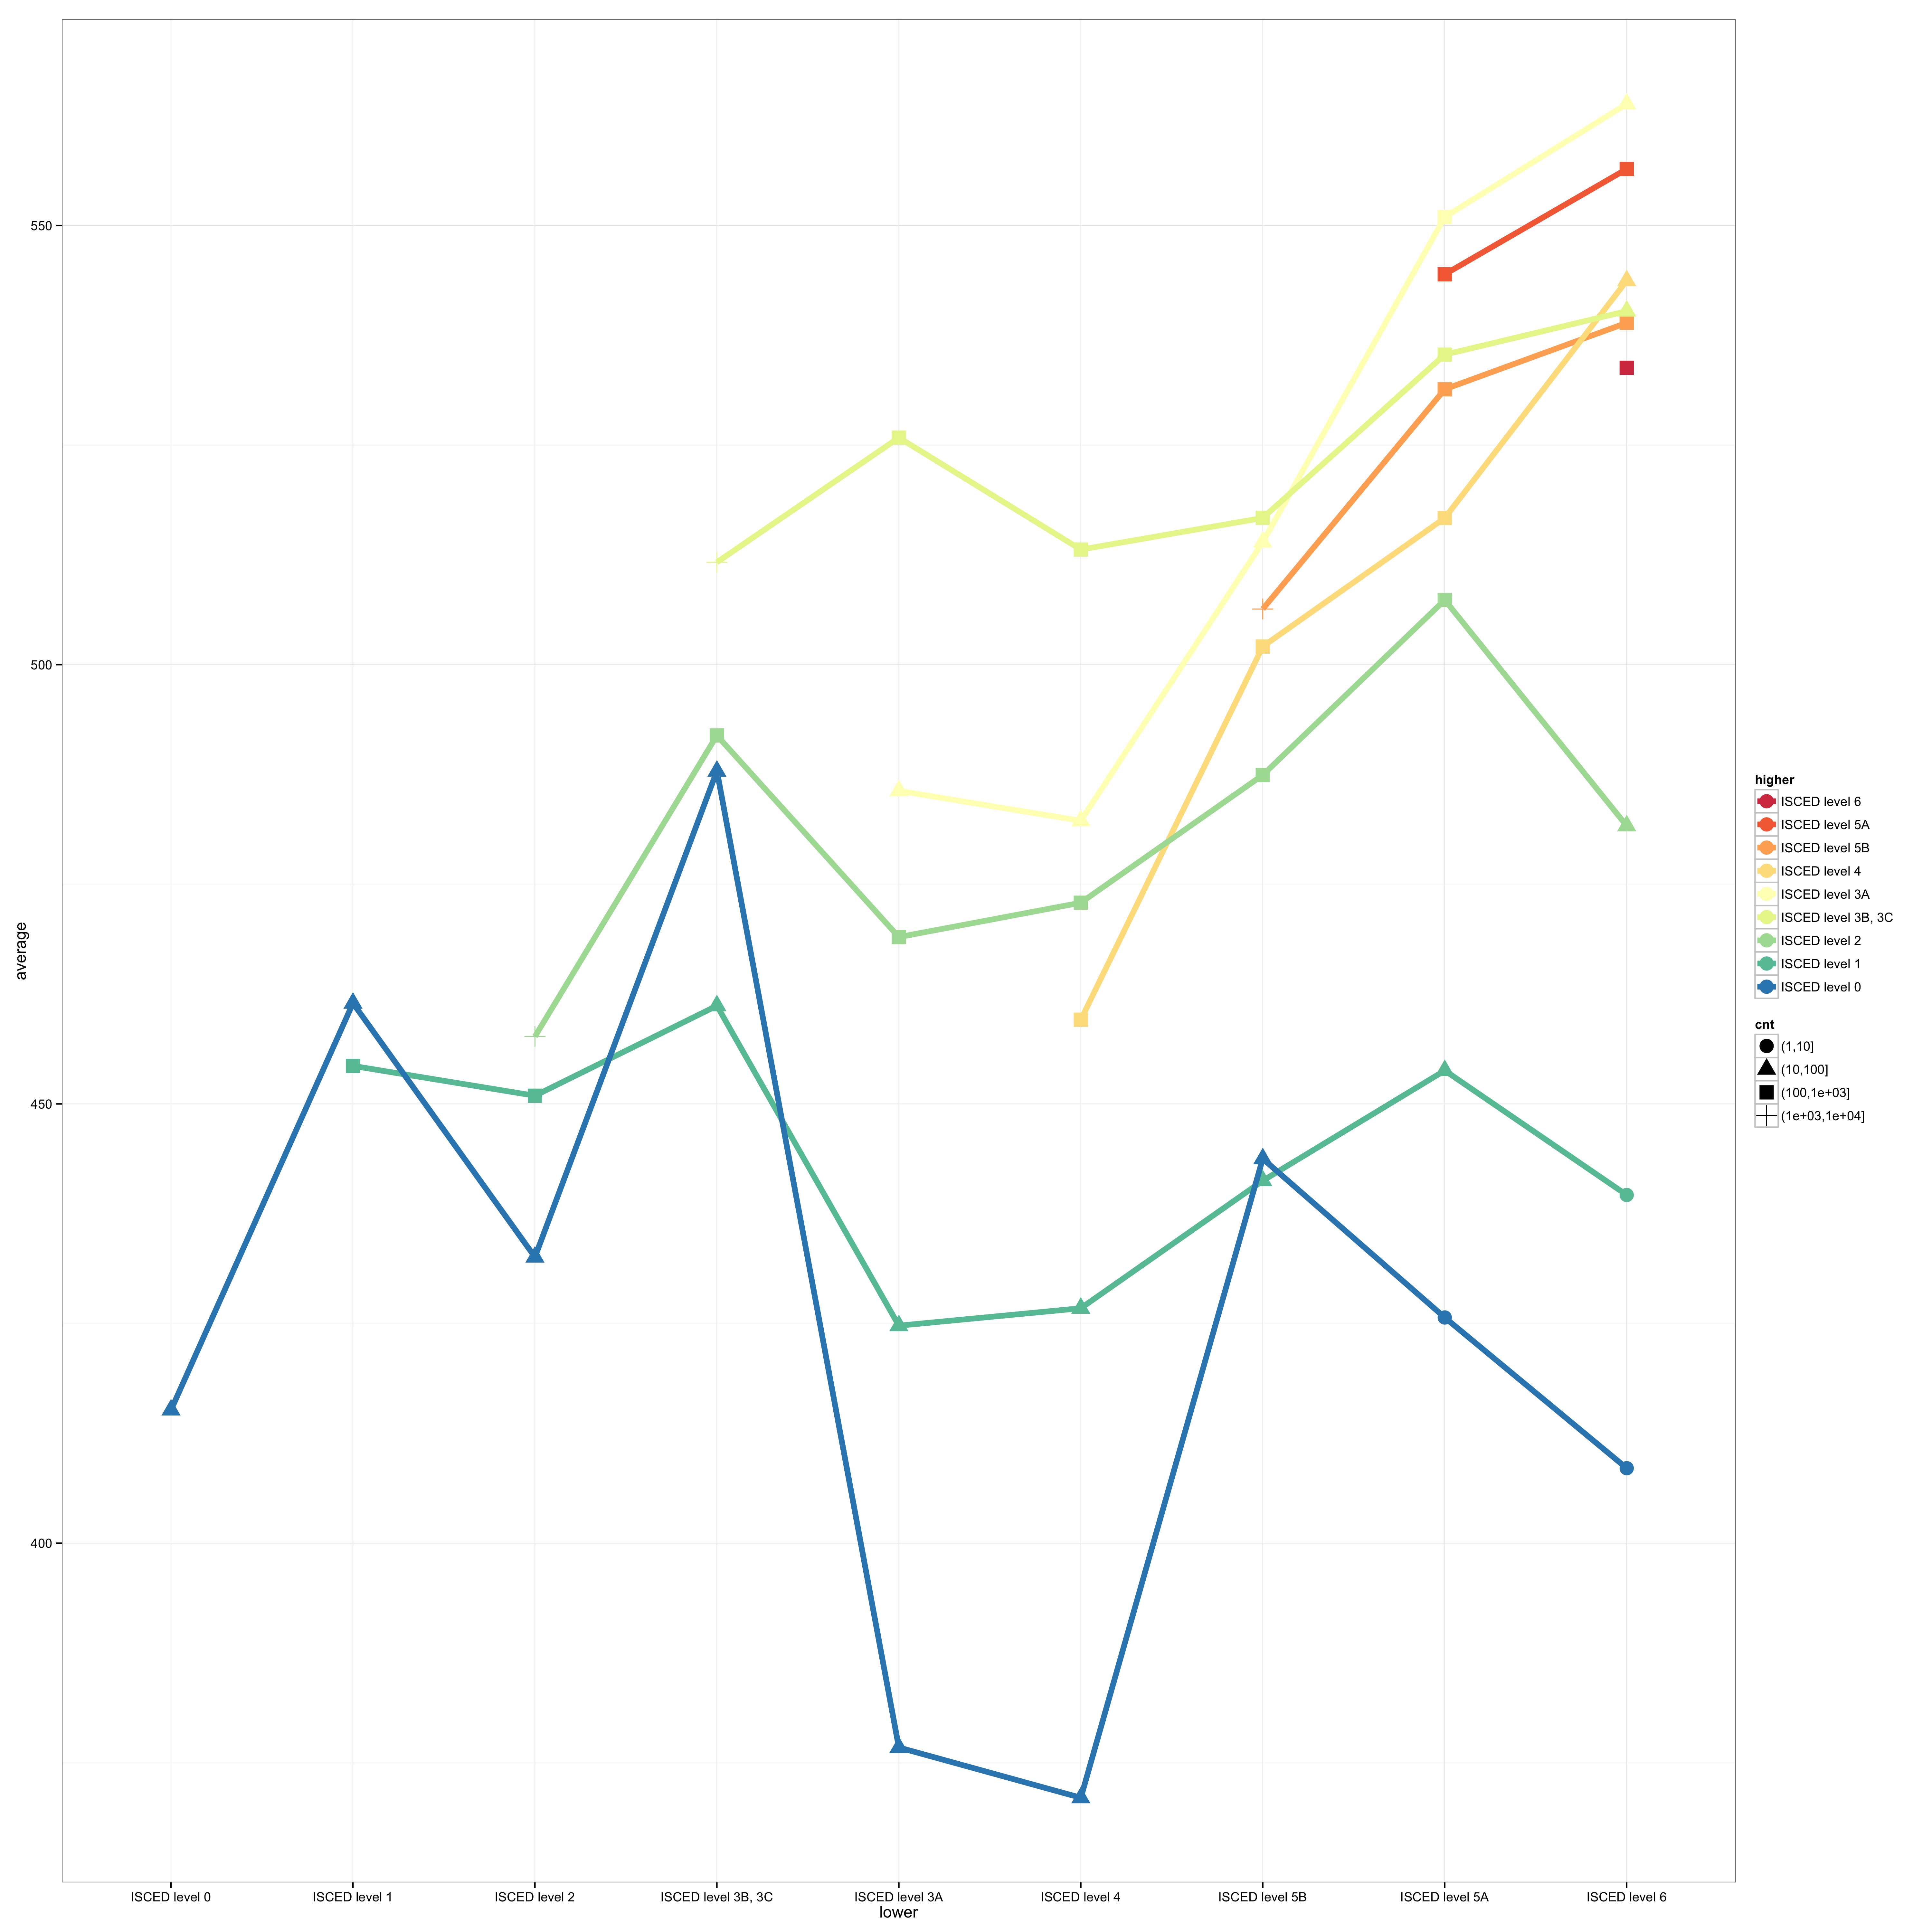 550
500
450
400
average
ISCED level 0
ISCED level 1
ISCED level 2
ISCED level 3B, 3C
ISCED level 3A
ISCED level 4
ISCED level 5B
ISCED level 5A
ISCED level 6
lower
higher
ISCED level 6
ISCED level 5A
ISCED level 5B
ISCED level 4
ISCED level 3A
ISCED level 3B, 3C
ISCED level 2
ISCED level 1
ISCED level 0
cnt
(1,10]
(10,100]
(100,1e+03]
(1e+03,1e+04]